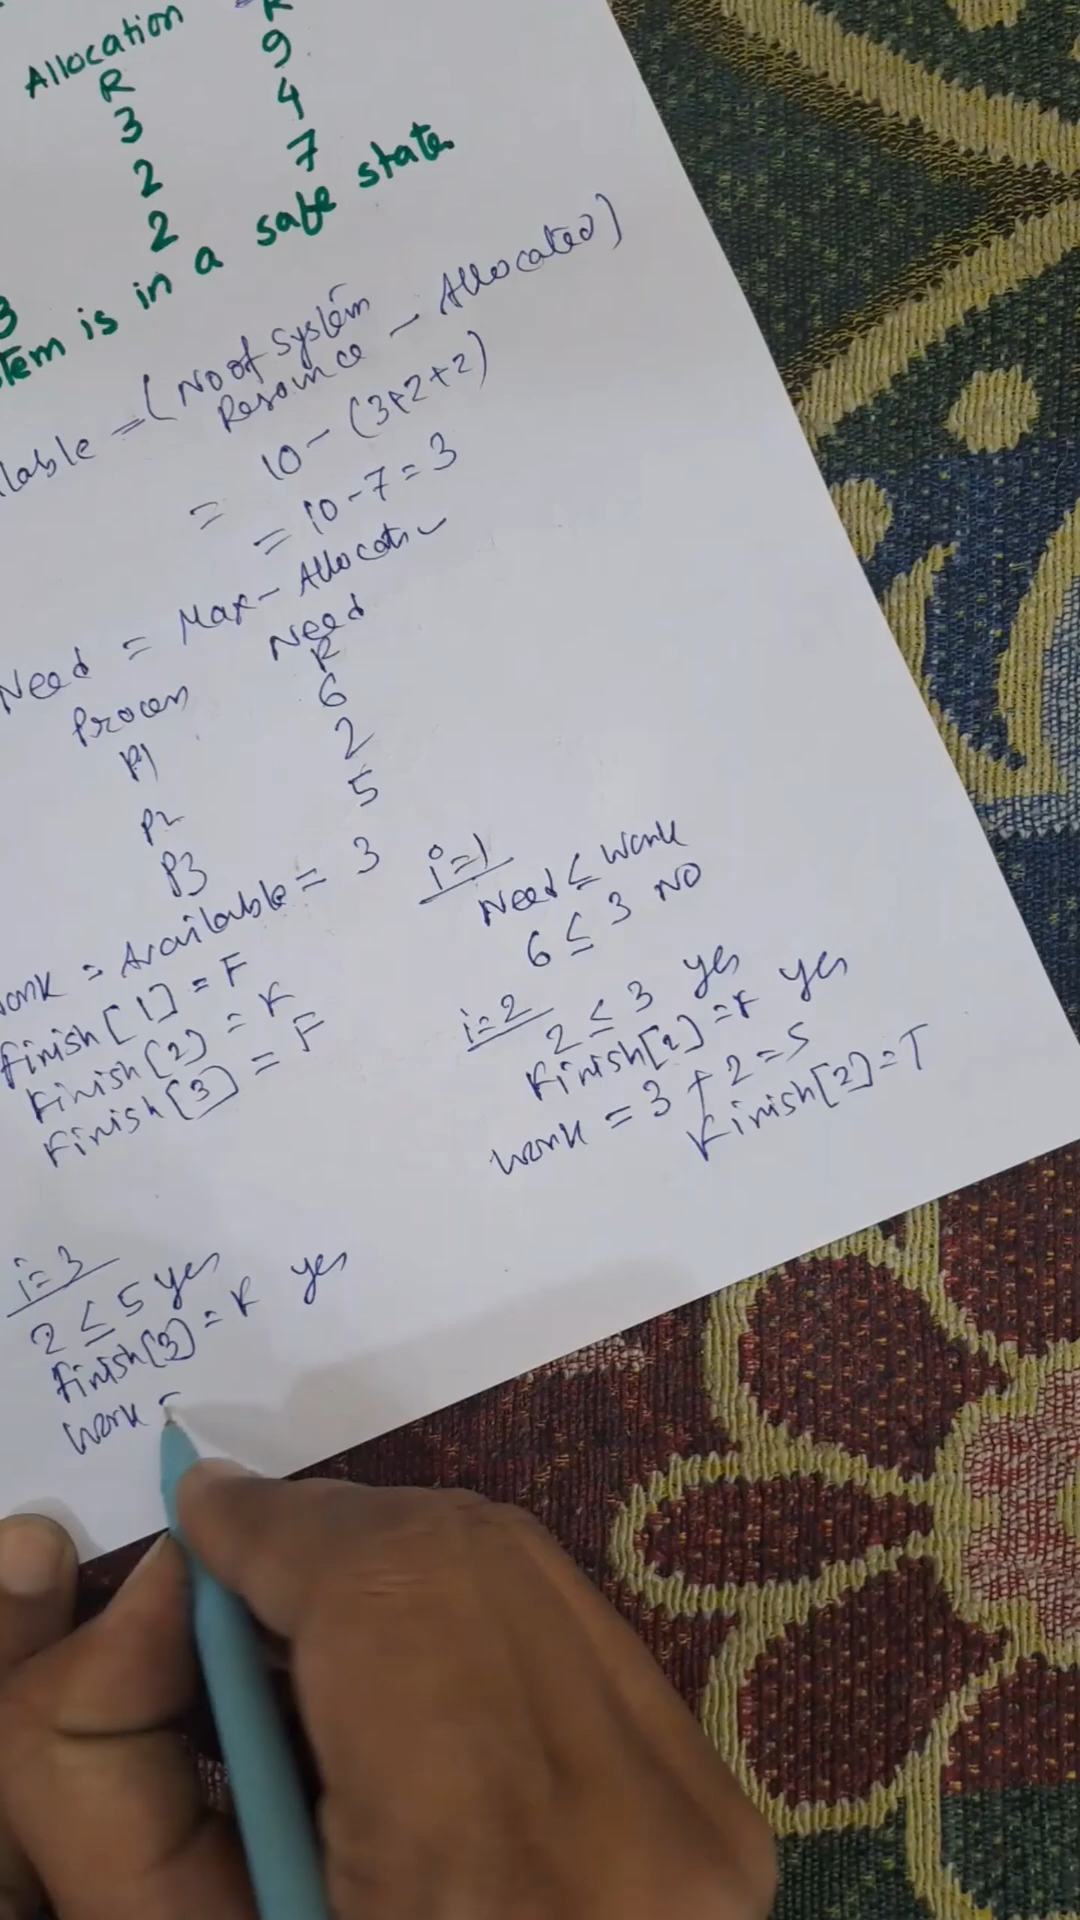 Allocation
R R
3 9
2 4
2 7
3
tem is in a safe state.
lable = (No of System Resource - Allocated)
= 10 - (3+2+2)
= 10 - 7 = 3
Need = Max - Allocation
Process Need
R
P1 6
P2 2
P3 5
work = Available = 3
Finish[1] = F
Finish[2] = F
Finish[3] = F
i=1
Need ≤ Work
6 ≤ 3 NO
i=2
2 ≤ 3 yes
Finish[2] = F yes
work = 3 + 2 = 5
Finish[2] = T
i=3
2 ≤ 5 yes
Finish[3] = F yes
work =